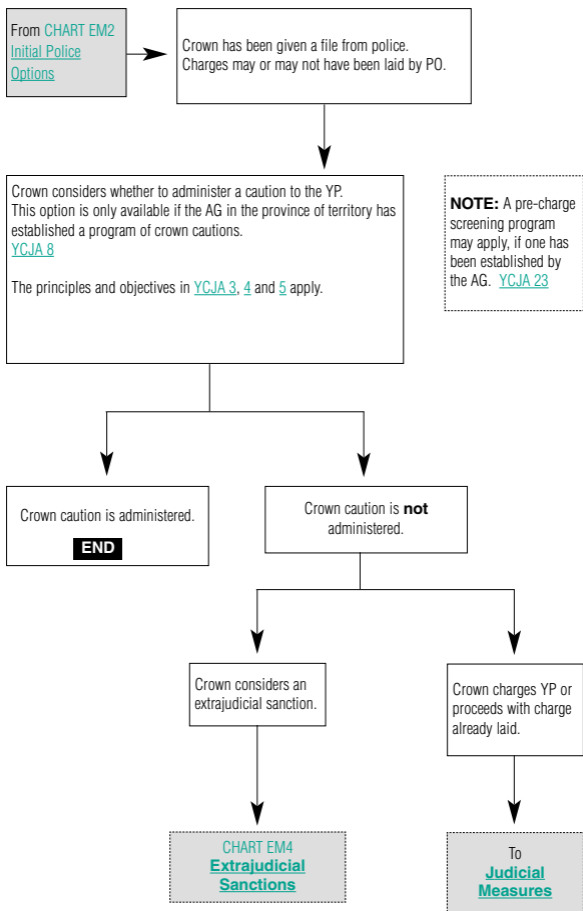 From CHART EM2
Initial Police
Options
Crown has been given a file from police.
Charges may or may not have been laid by PO.
Crown considers whether to administer a caution to the YP.
This option is only available if the AG in the province of territory has
established a program of crown cautions.
YCJA 8
The principles and objectives in YCJA 3, 4 and 5 apply.
NOTE: A pre-charge
screening program
may apply, if one has
been established by
the AG. YCJA 23
Crown caution is administered.
END
Crown caution is not
administered.
Crown considers an
extrajudicial sanction.
Crown charges YP or
proceeds with charge
already laid.
CHART EM4
Extrajudicial
Sanctions
To
Judicial
Measures